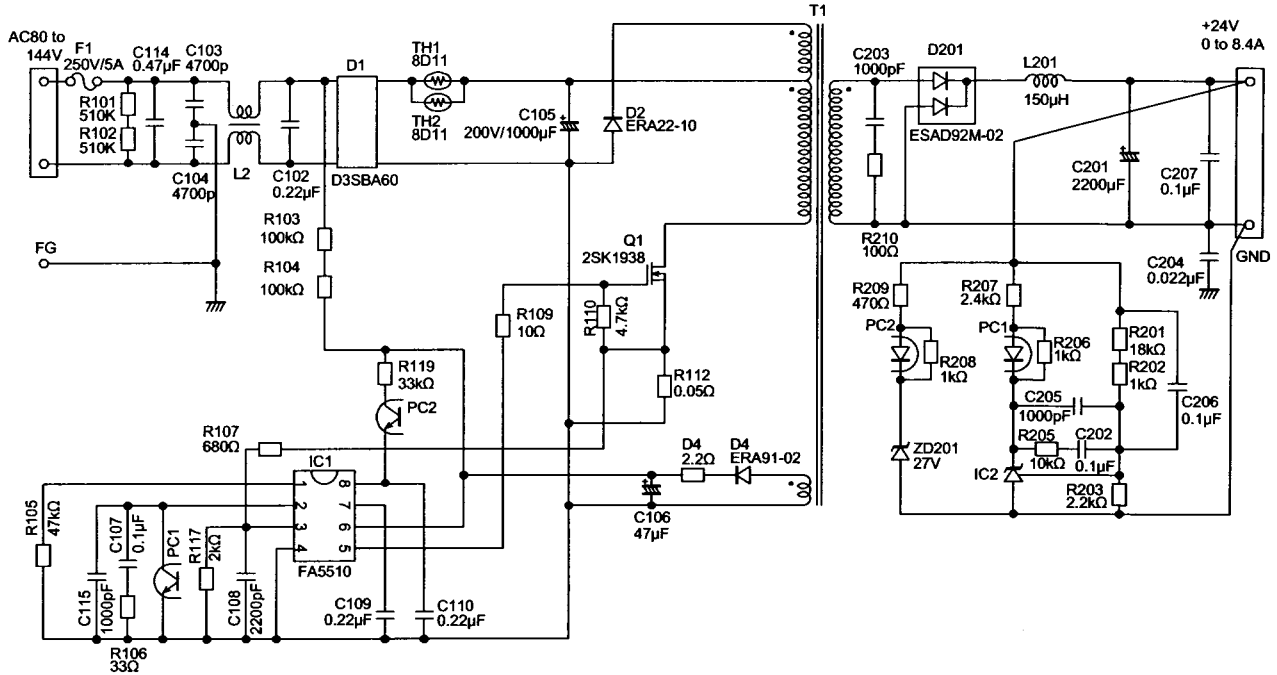 T1
AC80 to
144V
F1
250V/5A
C114
0.47µF
C103
4700p
D1
TH1
8D11
C203
1000pF
D201
+24V
0 to 8.4A
L201
150µH
R101
510K
R102
510K
TH2
8D11
C105
200V/1000µF
D2
ERA22-10
ESAD92M-02
C104
4700p
L2
C102
0.22µF
D3SBA60
C201
2200µF
C207
0.1µF
R103
100kΩ
R104
100kΩ
FG
Q1
2SK1938
R210
100Ω
C204
0.022µF
GND
R109
10Ω
R110
4.7kΩ
R209
470Ω
R207
2.4kΩ
PC2
PC1
R208
1kΩ
R206
1kΩ
R201
18kΩ
R202
1kΩ
R119
33kΩ
PC2
R112
0.05Ω
C205
1000pF
C206
0.1µF
R107
680Ω
IC1
D4
2.2Ω
D4
ERA91-02
ZD201
27V
R205
10kΩ
C202
0.1µF
IC2
R203
2.2kΩ
1
2
3
4
8
7
6
5
FA5510
C106
47µF
R105
47kΩ
C107
0.1µF
PC1
R117
2kΩ
C115
1000pF
C108
2200pF
C109
0.22µF
C110
0.22µF
R106
33Ω